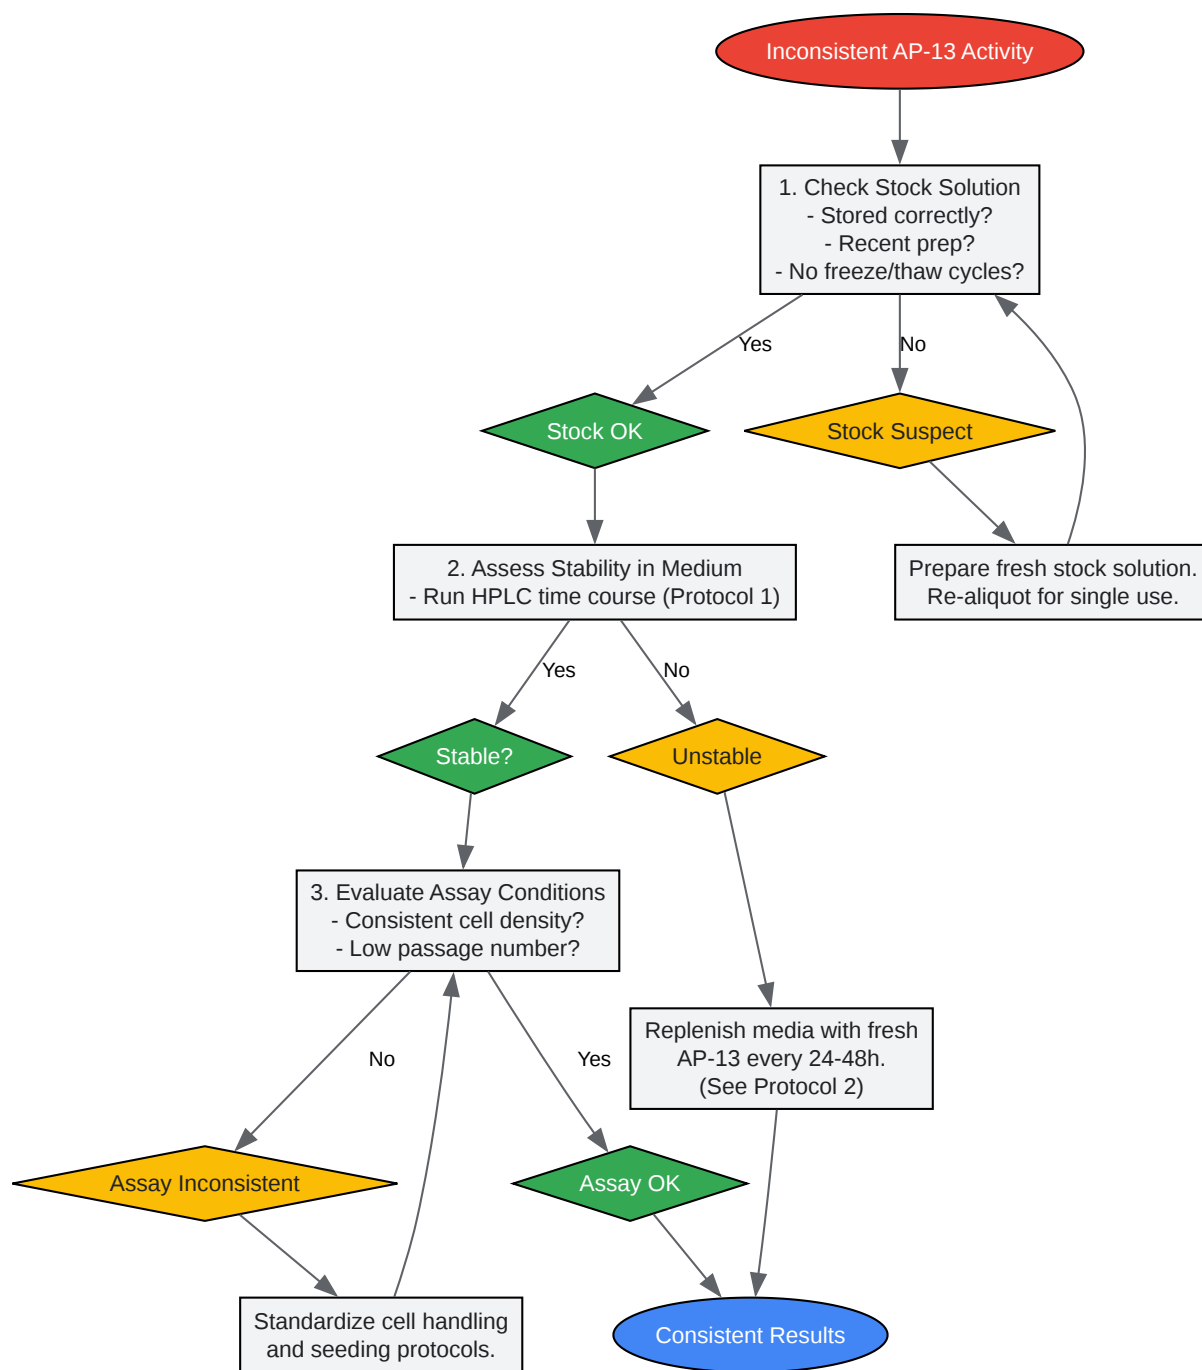 Inconsistent AP-13 Activity
1. Check Stock Solution
- Stored correctly?
- Recent prep?
- No freeze/thaw cycles?
Yes
No
Stock OK
Stock Suspect
2. Assess Stability in Medium
- Run HPLC time course (Protocol 1)
Prepare fresh stock solution.
Re-aliquot for single use.
Yes
No
Stable?
Unstable
3. Evaluate Assay Conditions
- Consistent cell density?
- Low passage number?
Replenish media with fresh
AP-13 every 24-48h.
(See Protocol 2)
No
Yes
Assay Inconsistent
Assay OK
Standardize cell handling
and seeding protocols.
Consistent Results